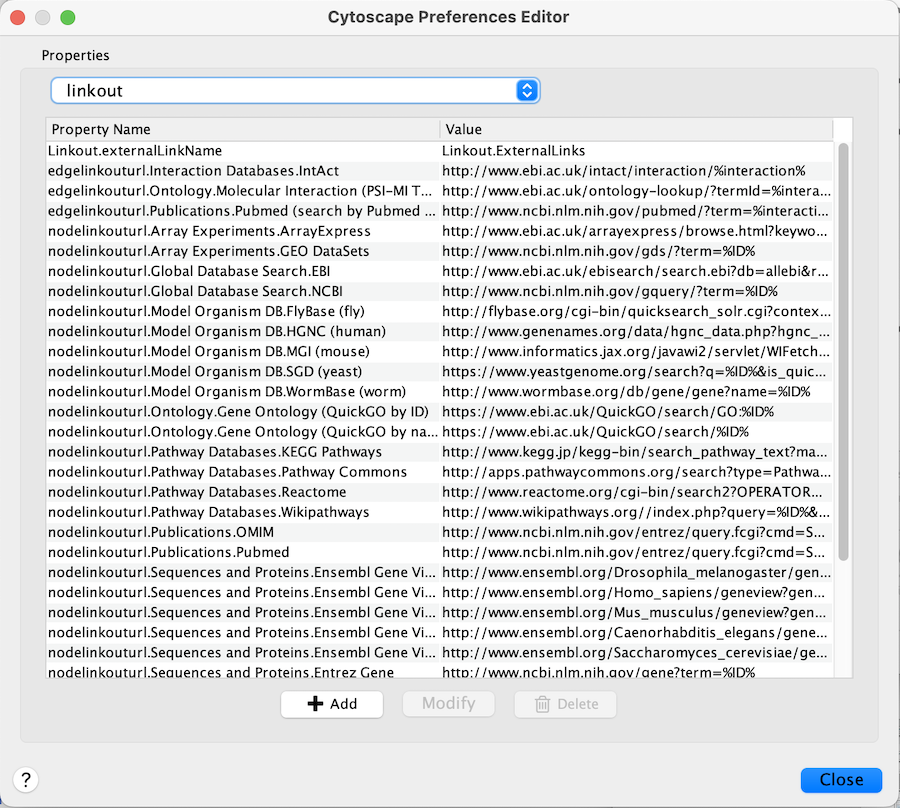 Cytoscape Preferences Editor
Properties
linkout
Property Name Value
Linkout.externalLinkName Linkout.ExternalLinks
edgelinkouturl.Interaction Databases.IntAct http://www.ebi.ac.uk/intact/interaction/%interaction%
edgelinkouturl.Ontology.Molecular Interaction (PSI-MI T... http://www.ebi.ac.uk/ontology-lookup/?termId=%intera...
edgelinkouturl.Publications.Pubmed (search by Pubmed ... http://www.ncbi.nlm.nih.gov/pubmed/?term=%interacti...
nodelinkouturl.Array Experiments.ArrayExpress http://www.ebi.ac.uk/arrayexpress/browse.html?keywo...
nodelinkouturl.Array Experiments.GEO DataSets http://www.ncbi.nlm.nih.gov/gds/?term=%ID%
nodelinkouturl.Global Database Search.EBI http://www.ebi.ac.uk/ebisearch/search.ebi?db=allebi&r...
nodelinkouturl.Global Database Search.NCBI http://www.ncbi.nlm.nih.gov/gquery/?term=%ID%
nodelinkouturl.Model Organism DB.FlyBase (fly) http://flybase.org/cgi-bin/quicksearch_solr.cgi?contex...
nodelinkouturl.Model Organism DB.HGNC (human) http://www.genenames.org/data/hgnc_data.php?hgnc_...
nodelinkouturl.Model Organism DB.MGI (mouse) http://www.informatics.jax.org/javawi2/servlet/WIFetch...
nodelinkouturl.Model Organism DB.SGD (yeast) https://www.yeastgenome.org/search?q=%ID%&is_quic...
nodelinkouturl.Model Organism DB.WormBase (worm) http://www.wormbase.org/db/gene/gene?name=%ID%
nodelinkouturl.Ontology.Gene Ontology (QuickGO by ID) https://www.ebi.ac.uk/QuickGO/search/GO:%ID%
nodelinkouturl.Ontology.Gene Ontology (QuickGO by na... https://www.ebi.ac.uk/QuickGO/search/%ID%
nodelinkouturl.Pathway Databases.KEGG Pathways http://www.kegg.jp/kegg-bin/search_pathway_text?ma...
nodelinkouturl.Pathway Databases.Pathway Commons http://apps.pathwaycommons.org/search?type=Pathwa...
nodelinkouturl.Pathway Databases.Reactome http://www.reactome.org/cgi-bin/search2?OPERATOR...
nodelinkouturl.Pathway Databases.Wikipathways http://www.wikipathways.org//index.php?query=%ID%&...
nodelinkouturl.Publications.OMIM http://www.ncbi.nlm.nih.gov/entrez/query.fcgi?cmd=S...
nodelinkouturl.Publications.Pubmed http://www.ncbi.nlm.nih.gov/entrez/query.fcgi?cmd=S...
nodelinkouturl.Sequences and Proteins.Ensembl Gene Vi... http://www.ensembl.org/Drosophila_melanogaster/gen...
nodelinkouturl.Sequences and Proteins.Ensembl Gene Vi... http://www.ensembl.org/Homo_sapiens/geneview?gen...
nodelinkouturl.Sequences and Proteins.Ensembl Gene Vi... http://www.ensembl.org/Mus_musculus/geneview?gen...
nodelinkouturl.Sequences and Proteins.Ensembl Gene Vi... http://www.ensembl.org/Caenorhabditis_elegans/gene...
nodelinkouturl.Sequences and Proteins.Ensembl Gene Vi... http://www.ensembl.org/Saccharomyces_cerevisiae/ge...
nodelinkouturl.Sequences and Proteins.Entrez Gene http://www.ncbi.nlm.nih.gov/gene?term=%ID%
Add Modify Delete
? Close